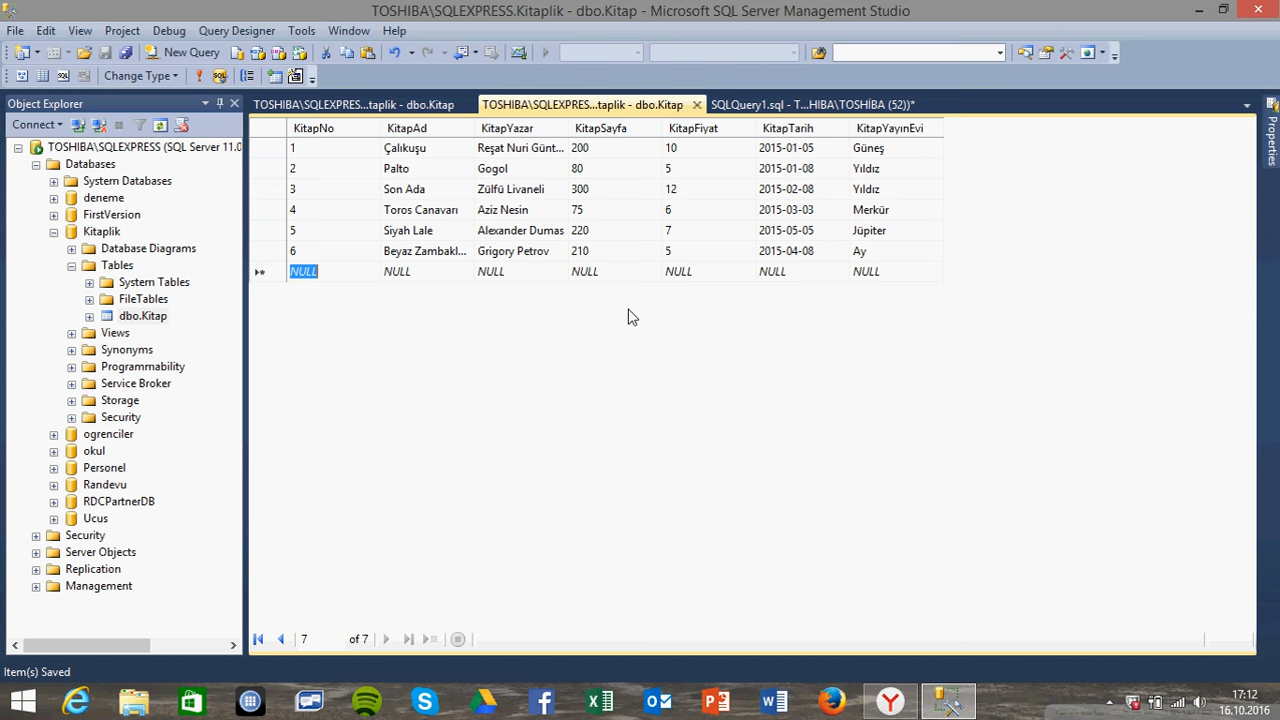 TOSHIBA\SQLEXPRESS.Kitaplik - dbo.Kitap - Microsoft SQL Server Management Studio
File Edit View Project Debug Query Designer Tools Window Help
New Query
Change Type
Object Explorer
TOSHIBA\SQLEXPRES...taplik - dbo.Kitap TOSHIBA\SQLEXPRES...taplik - dbo.Kitap SQLQuery1.sql - T...HIBA\TOSHİBA (52))*
Connect
TOSHIBA\SQLEXPRESS (SQL Server 11.0
Databases
System Databases
deneme
FirstVersion
Kitaplik
Database Diagrams
Tables
System Tables
FileTables
dbo.Kitap
Views
Synonyms
Programmability
Service Broker
Storage
Security
ogrenciler
okul
Personel
Randevu
RDCPartnerDB
Ucus
Security
Server Objects
Replication
Management
KitapNo KitapAd KitapYazar KitapSayfa KitapFiyat KitapTarih KitapYayınEvi
1 Çalıkuşu Reşat Nuri Günt... 200 10 2015-01-05 Güneş
2 Palto Gogol 80 5 2015-01-08 Yıldız
3 Son Ada Zülfü Livaneli 300 12 2015-02-08 Yıldız
4 Toros Canavarı Aziz Nesin 75 6 2015-03-03 Merkür
5 Siyah Lale Alexander Dumas 220 7 2015-05-05 Jüpiter
6 Beyaz Zambakl... Grigory Petrov 210 5 2015-04-08 Ay
NULL NULL NULL NULL NULL NULL NULL
7 of 7
Properties
Item(s) Saved
17:12
16.10.2016